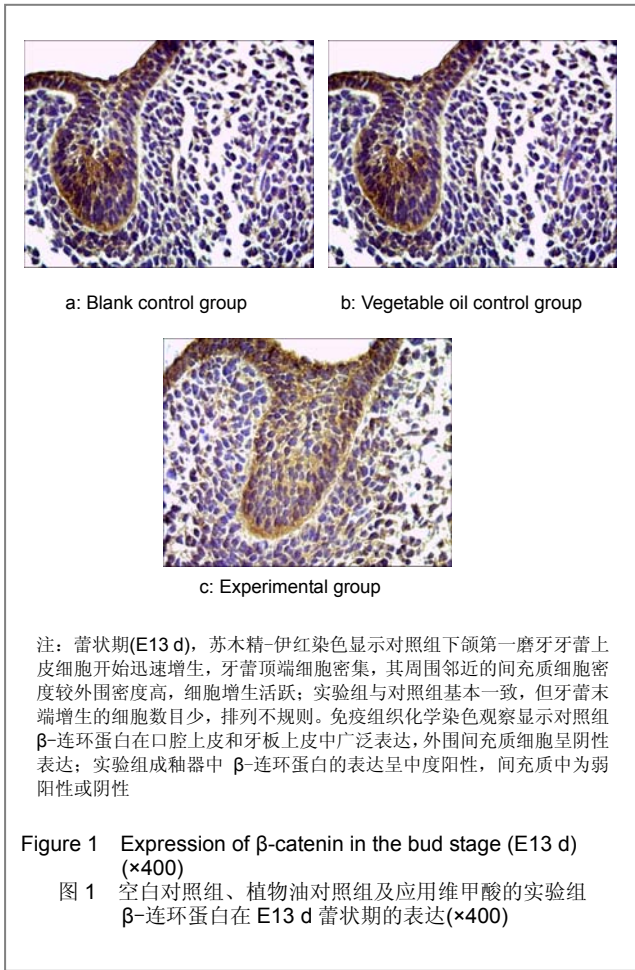 a: Blank control group
b: Vegetable oil control group
c: Experimental group
注：蕾状期(E13 d)，苏木精-伊红染色显示对照组下颌第一磨牙牙蕾上
皮细胞开始迅速增生，牙蕾顶端细胞密集，其周围邻近的间充质细胞密
度较外围密度高，细胞增生活跃；实验组与对照组基本一致，但牙蕾末
端增生的细胞数目少，排列不规则。免疫组织化学染色观察显示对照组
β-连环蛋白在口腔上皮和牙板上皮中广泛表达，外围间充质细胞呈阴性
表达；实验组成釉器中 β-连环蛋白的表达呈中度阳性，间充质中为弱
阳性或阴性
Figure 1 Expression of β-catenin in the bud stage (E13 d)
(×400)
图 1 空白对照组、植物油对照组及应用维甲酸的实验组
β-连环蛋白在 E13 d 蕾状期的表达(×400)